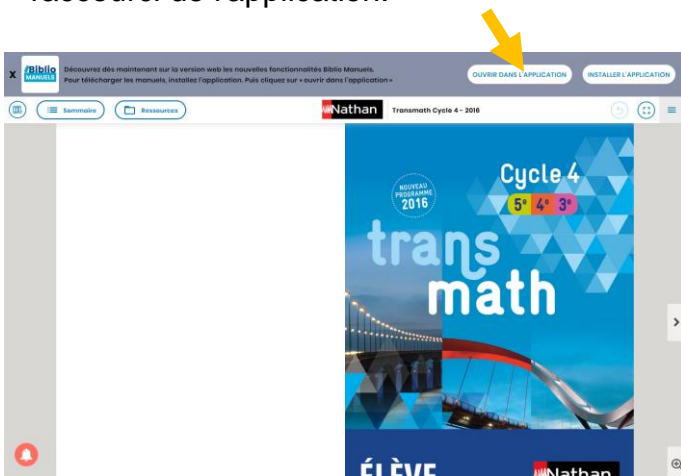 raccourci de l'application.
X Biblio MANUELS
Découvrez dès maintenant sur la version web les nouvelles fonctionnalités Biblio Manuels.
Pour télécharger les manuels, installez l'application. Puis cliquez sur « ouvrir dans l'application »
OUVRIR DANS L'APPLICATION
INSTALLER L'APPLICATION
Sommaire
Ressources
Nathan
Transmath Cycle 4 - 2016
NOUVEAU
PROGRAMME
2016
Cycle 4
5e 4e 3e
trans
math
ÉLÈVE
Nathan